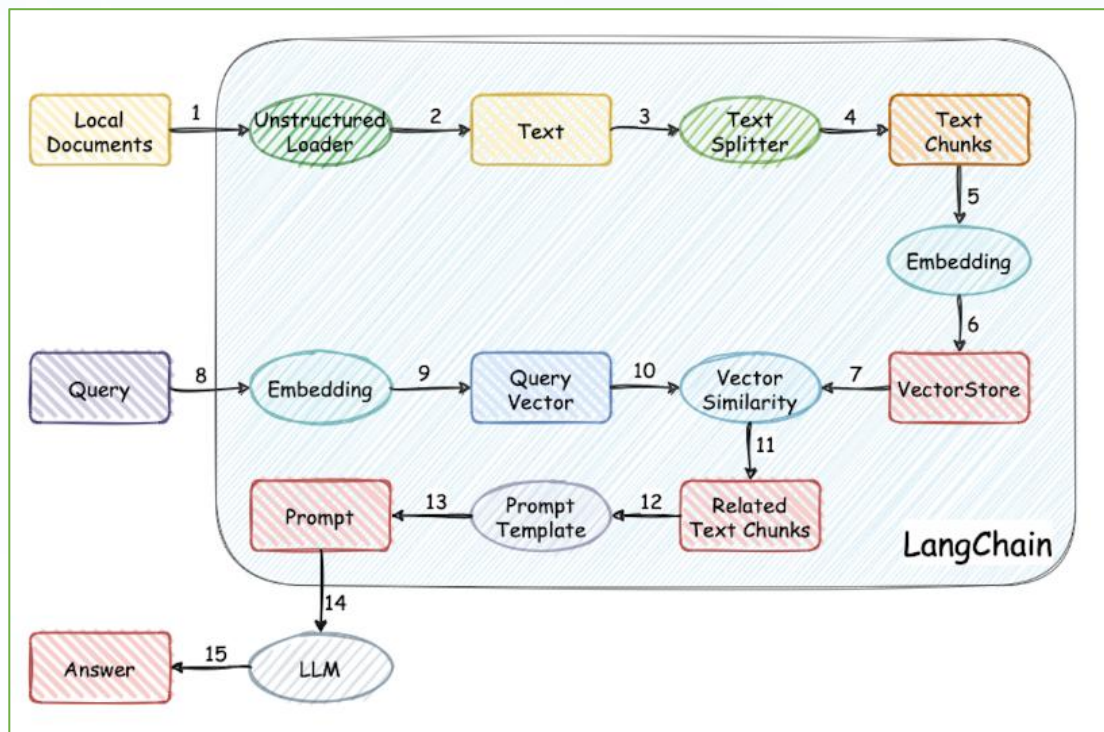 1
2
3
4
Local
Documents
Unstructured
Loader
Text
Text
Splitter
Text
Chunks
5
Embedding
6
8
9
10
7
Query
Embedding
Query
Vector
Vector
Similarity
VectorStore
11
13
12
Prompt
Prompt
Template
Related
Text Chunks
LangChain
14
15
Answer
LLM